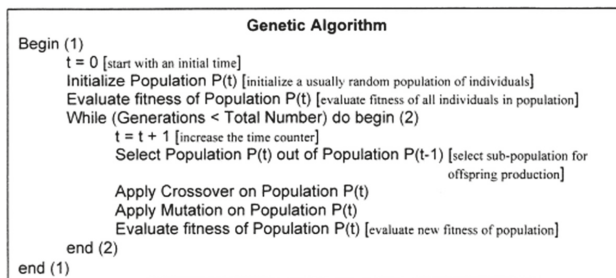 Genetic Algorithm
Begin (1)
t = 0 [start with an initial time]
Initialize Population P(t) [initialize a usually random population of individuals]
Evaluate fitness of Population P(t) [evaluate fitness of all individuals in population]
While (Generations < Total Number) do begin (2)
t = t + 1 [increase the time counter]
Select Population P(t) out of Population P(t-1) [select sub-population for
offspring production]
Apply Crossover on Population P(t)
Apply Mutation on Population P(t)
Evaluate fitness of Population P(t) [evaluate new fitness of population]
end (2)
end (1)